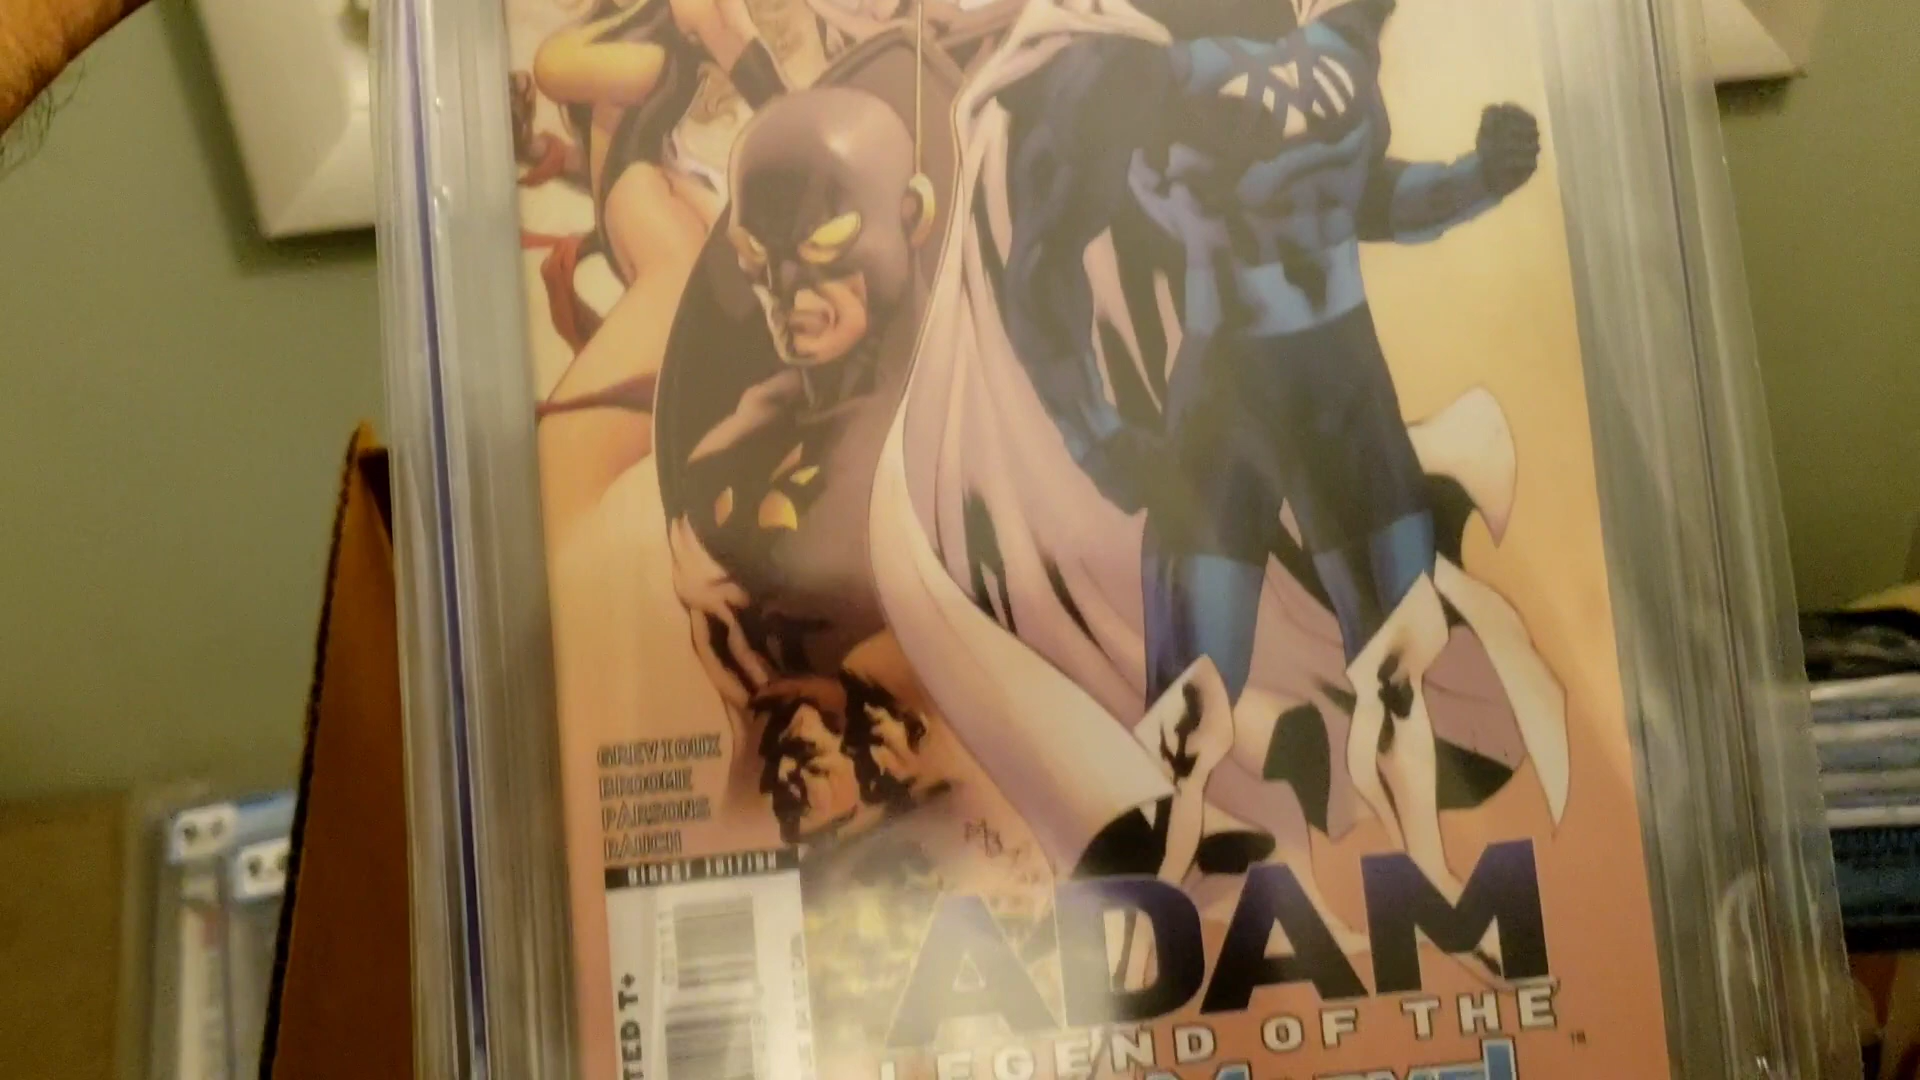 GREVIOUX
BROOME
PARSONS
RAUCH
DIRECT EDITION
ADAM
LEGEND OF THE